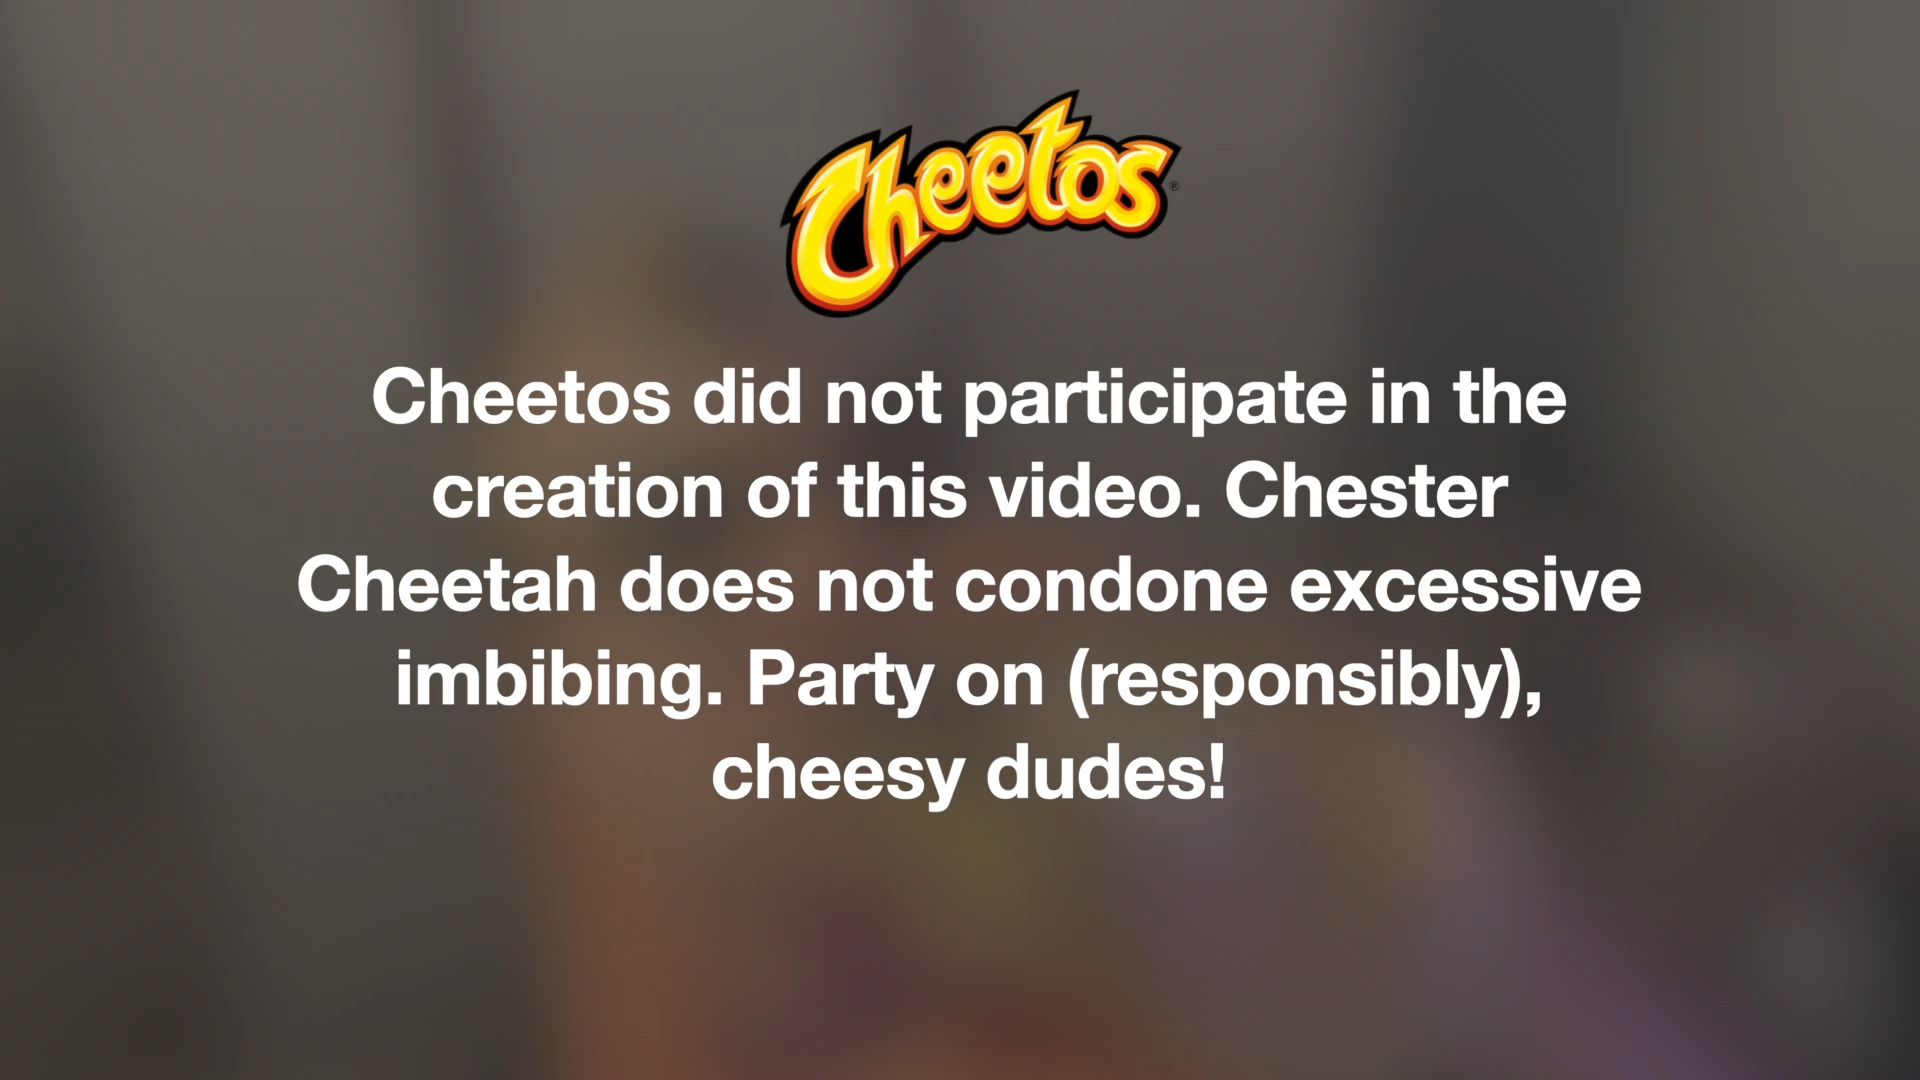 Cheetos®
Cheetos did not participate in the
creation of this video. Chester
Cheetah does not condone excessive
imbibing. Party on (responsibly),
cheesy dudes!